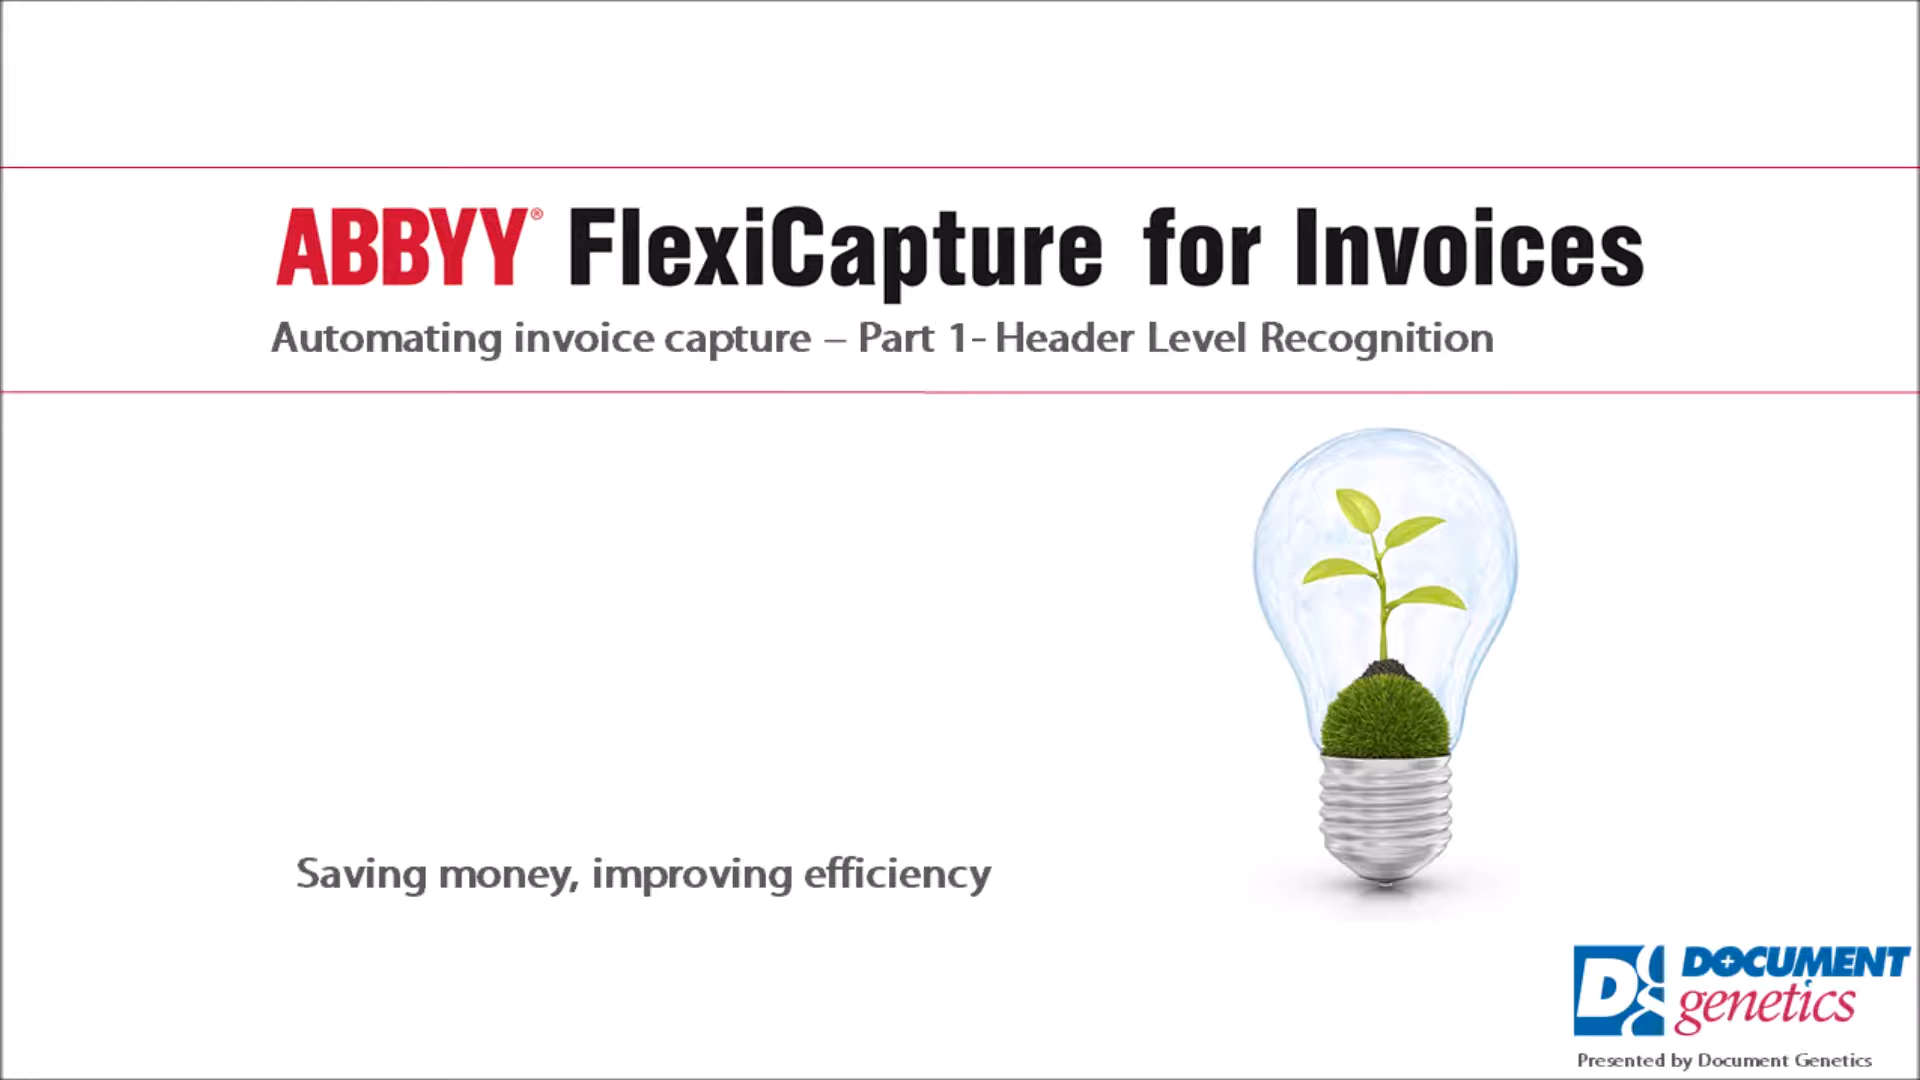 ABBYY® FlexiCapture for Invoices
Automating invoice capture – Part 1- Header Level Recognition
Saving money, improving efficiency
DOCUMENT
genetics
Presented by Document Genetics